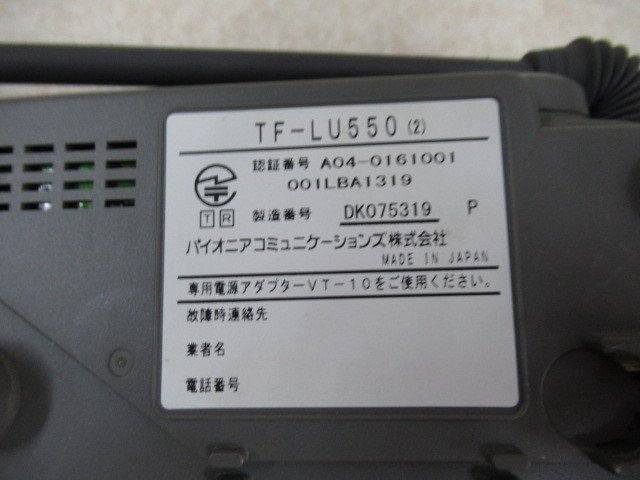 TF-LU550(2)
認証番号 A04-0161001
001LBA1319
T R 製造番号 DK075319 P
パイオニアコミュニケーションズ株式会社
MADE IN JAPAN
専用電源アダプターVT-10をご使用ください。
故障時連絡先
業者名
電話番号